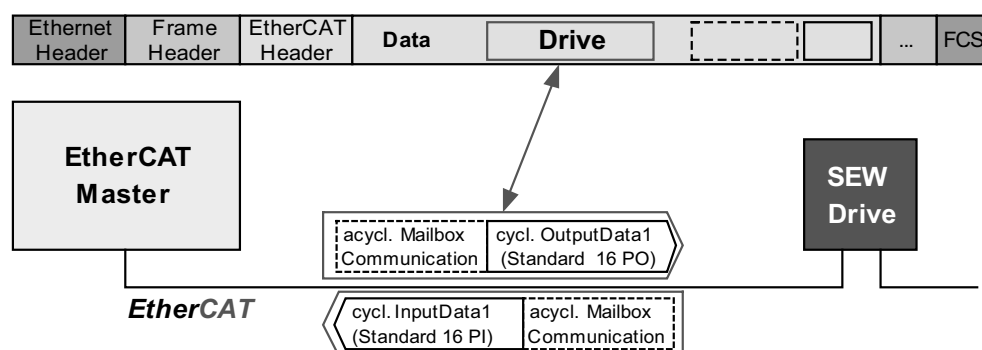 Ethernet Header
Frame Header
EtherCAT Header
Data
Drive
...
FCS
EtherCAT
Master
SEW
Drive
acycl. Mailbox
Communication
cycl. OutputData1
(Standard 16 PO)
EtherCAT
cycl. InputData1
(Standard 16 PI)
acycl. Mailbox
Communication